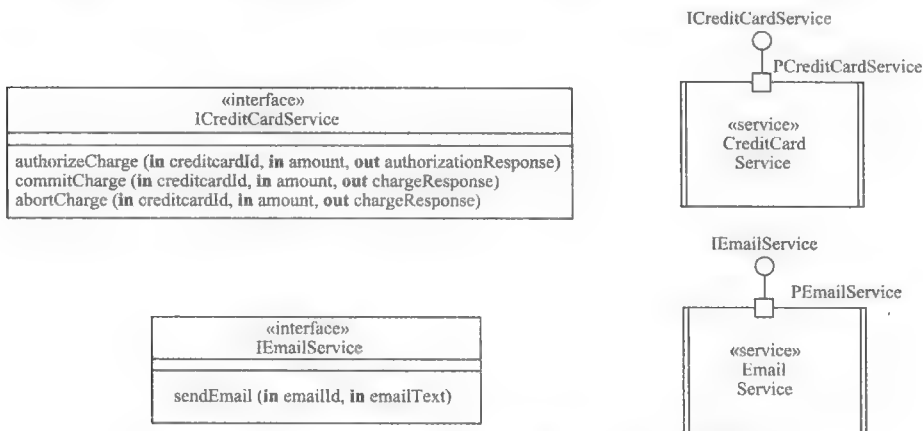 ICreditCardService
PCreditCardService
«interface»
ICreditCardService
authorizeCharge (in creditcardId, in amount, out authorizationResponse)
commitCharge (in creditcardId, in amount, out chargeResponse)
abortCharge (in creditcardId, in amount, out chargeResponse)
«service»
CreditCard
Service
IEmailService
PEmailService
«interface»
IEmailService
sendEmail (in emailId, in emailText)
«service»
Email
Service